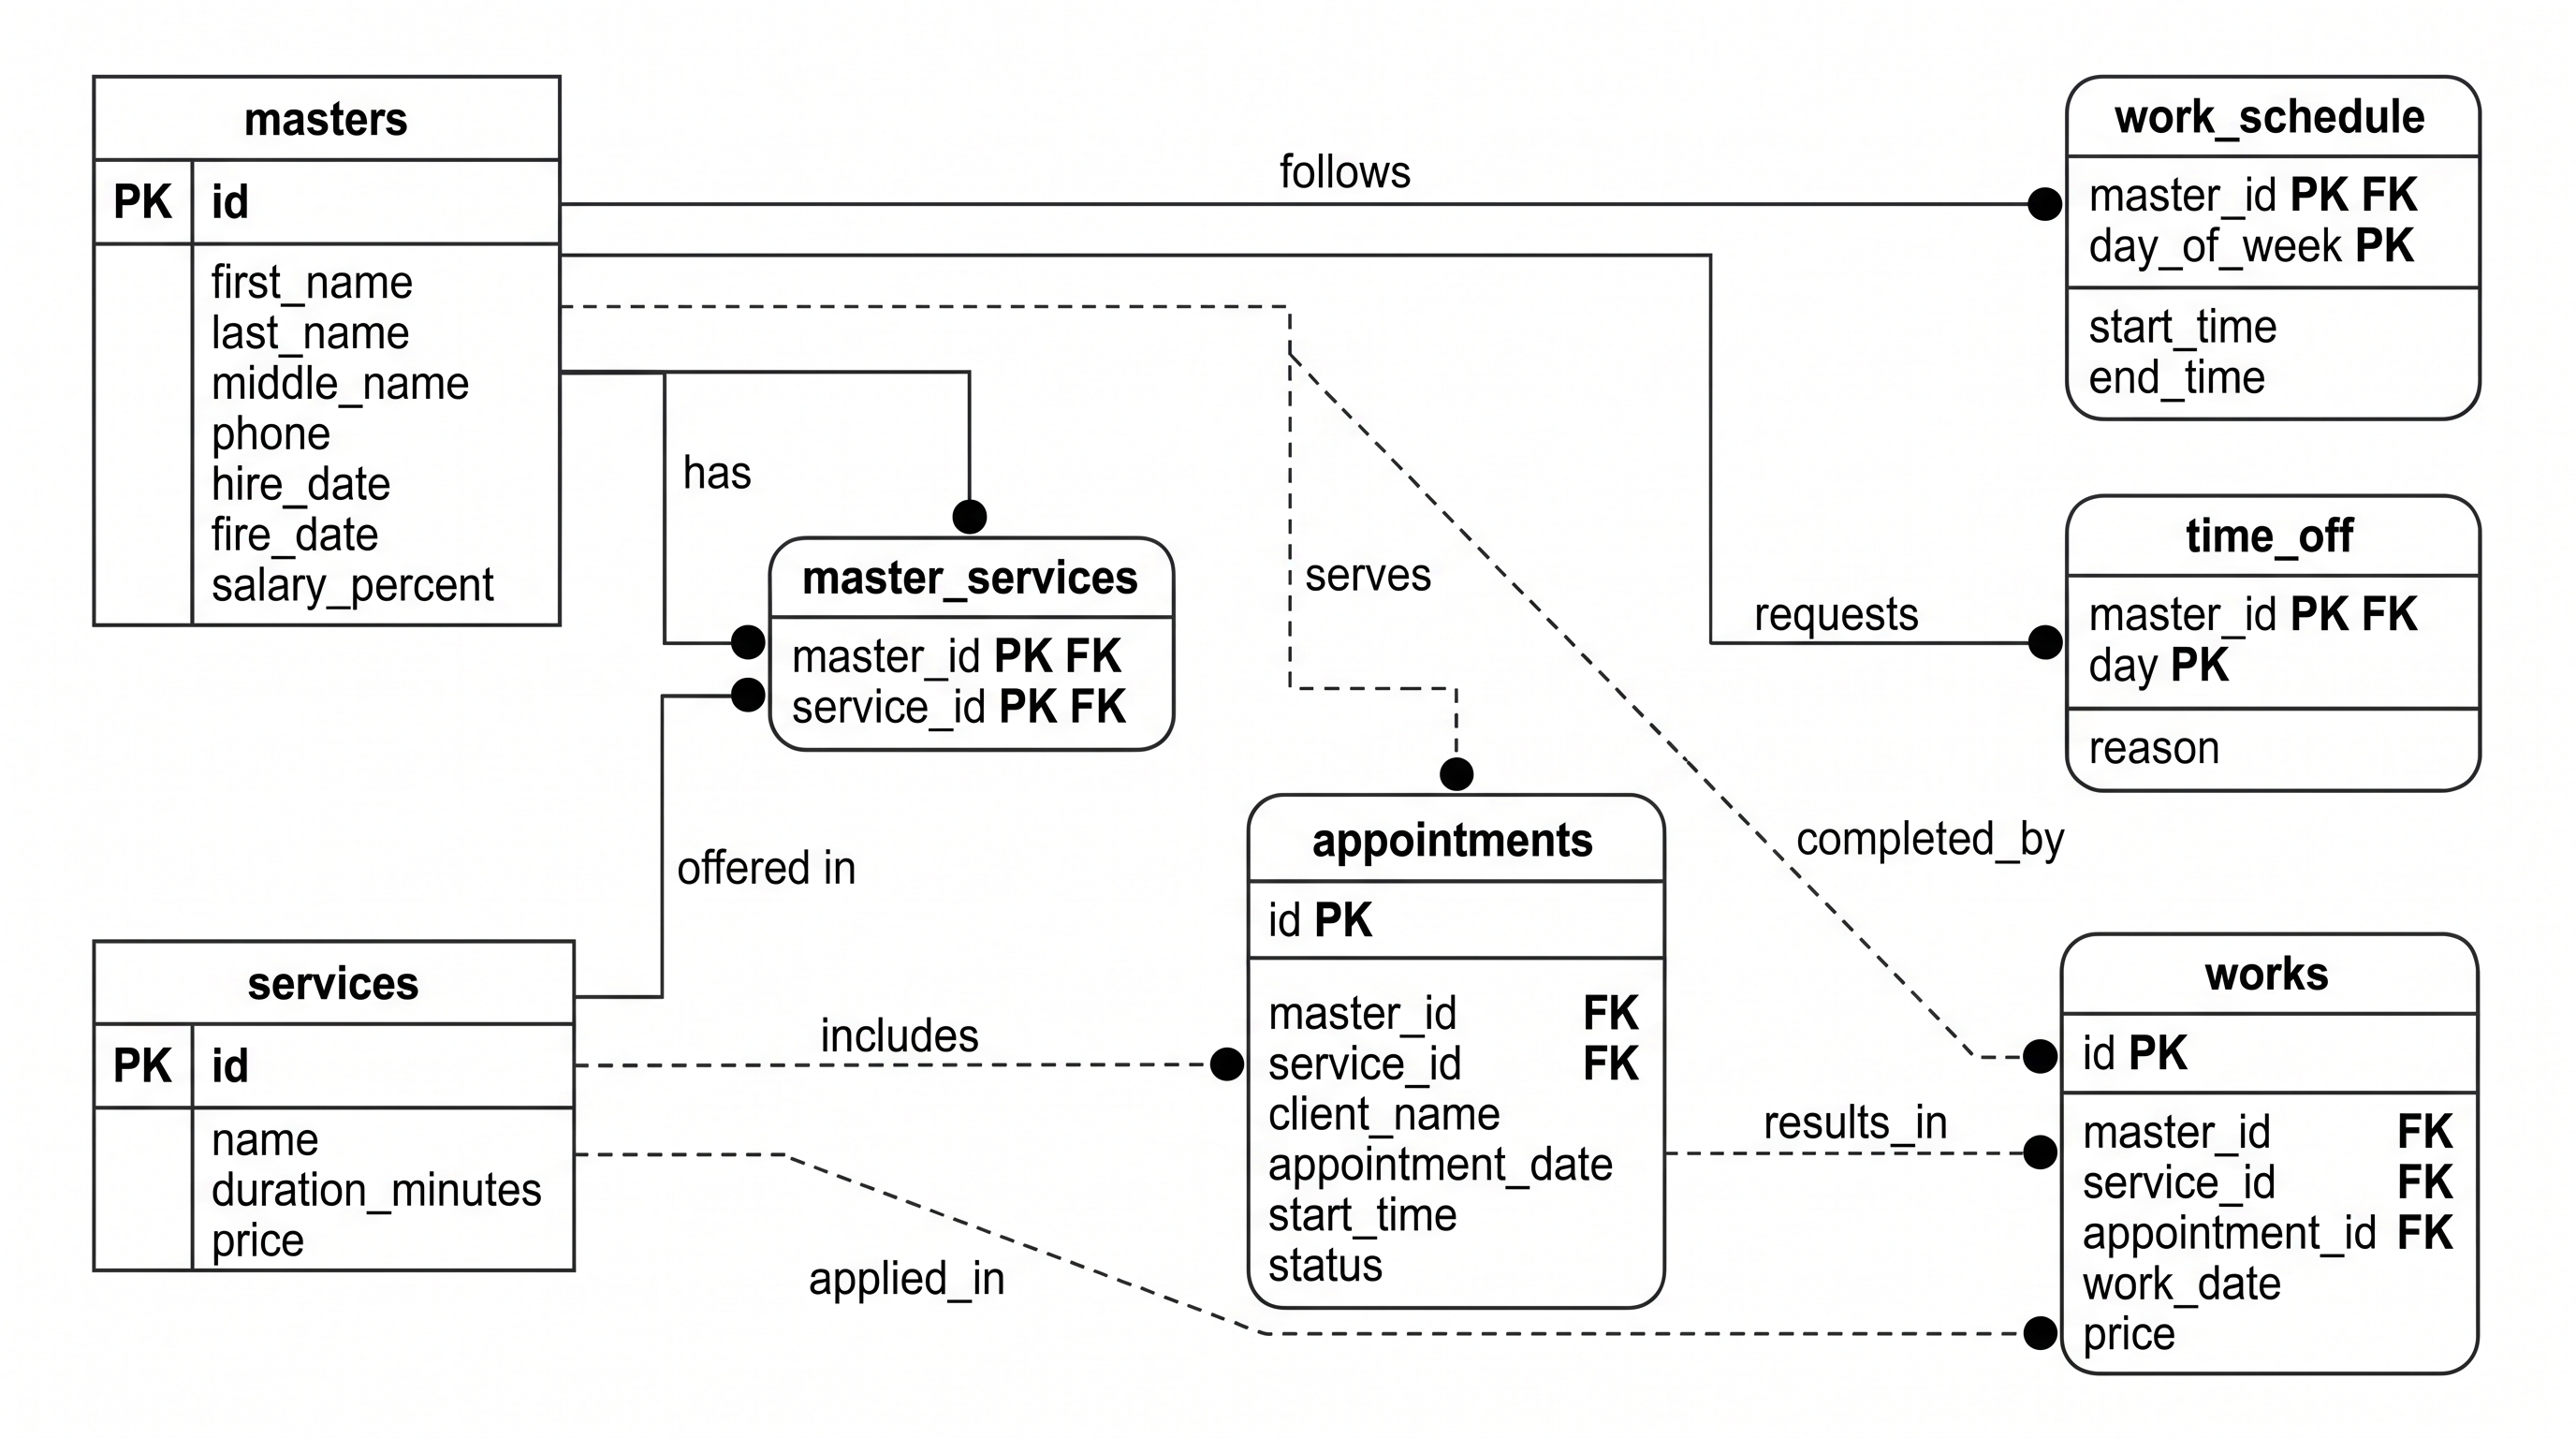 masters
PK id
first_name
last_name
middle_name
phone
hire_date
fire_date
salary_percent
follows
work_schedule
master_id PK FK
day_of_week PK
start_time
end_time
has
master_services
master_id PK FK
service_id PK FK
serves
requests
time_off
master_id PK FK
day PK
reason
offered in
completed_by
services
PK id
name
duration_minutes
price
includes
applied_in
appointments
id PK
master_id FK
service_id FK
client_name
appointment_date
start_time
status
results_in
works
id PK
master_id FK
service_id FK
appointment_id FK
work_date
price